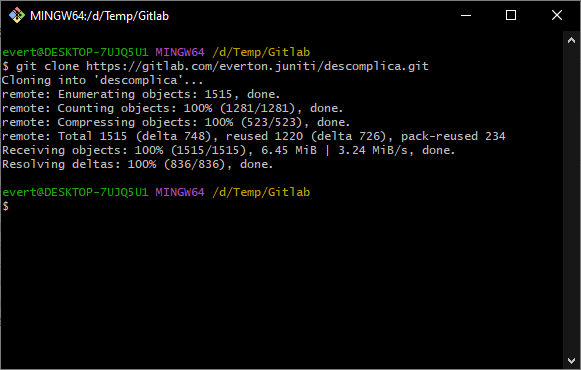 MINGW64:/d/Temp/Gitlab
evert@DESKTOP-7UJQ5U1 MINGW64 /d/Temp/Gitlab
$ git clone https://gitlab.com/everton.juniti/descomplica.git
Cloning into 'descomplica'...
remote: Enumerating objects: 1515, done.
remote: Counting objects: 100% (1281/1281), done.
remote: Compressing objects: 100% (523/523), done.
remote: Total 1515 (delta 748), reused 1220 (delta 726), pack-reused 234
Receiving objects: 100% (1515/1515), 6.45 MiB | 3.24 MiB/s, done.
Resolving deltas: 100% (836/836), done.
evert@DESKTOP-7UJQ5U1 MINGW64 /d/Temp/Gitlab
$